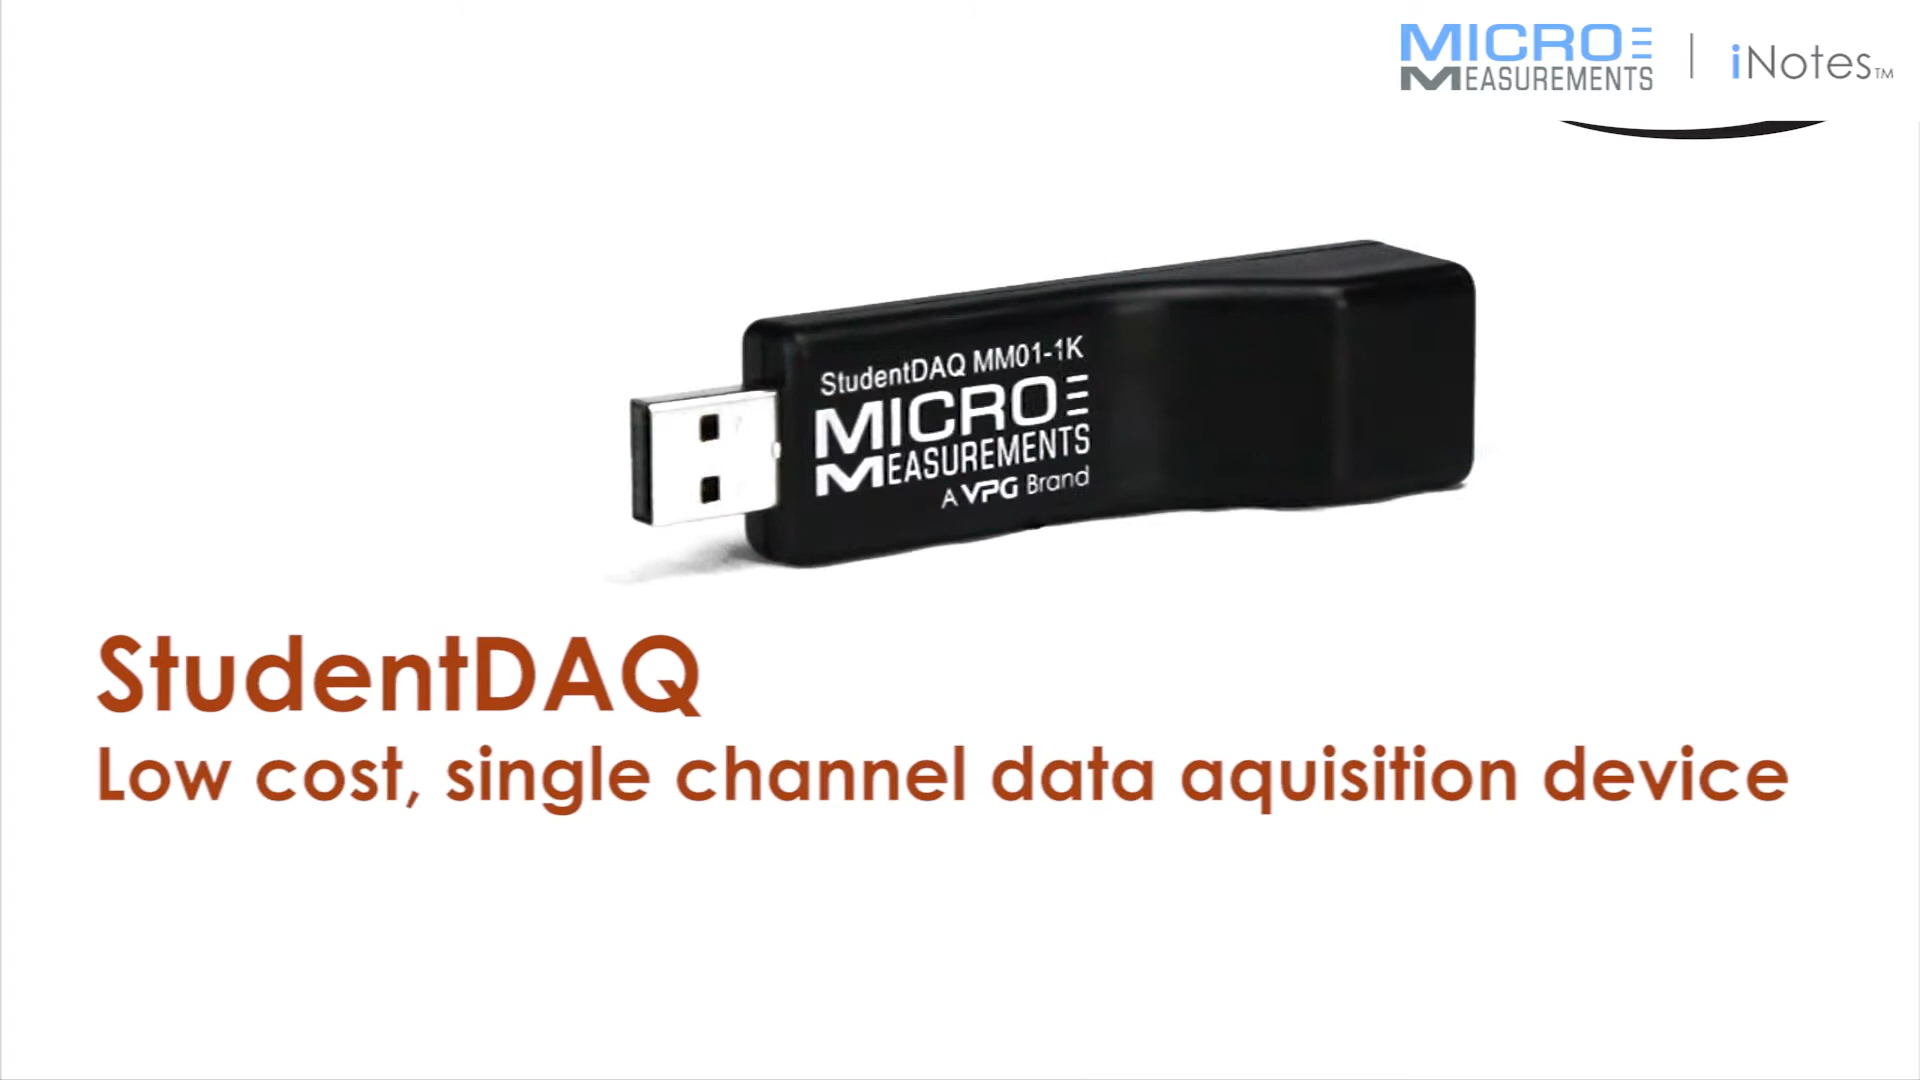 MICRO
MEASUREMENTS
iNotes™
StudentDAQ MM01-1K
MICRO
MEASUREMENTS
A VPG Brand
StudentDAQ
Low cost, single channel data aquisition device